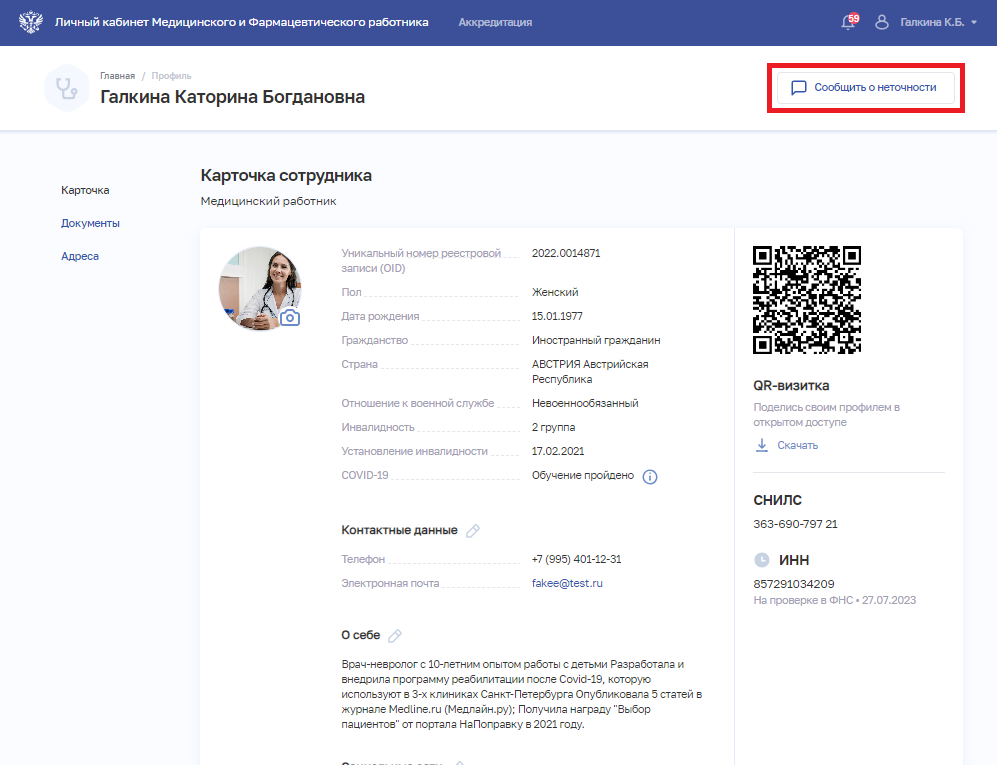 Личный кабинет Медицинского и Фармацевтического работника
Аккредитация
59
Галкина К.Б.
Главная / Профиль
Галкина Каторина Богдановна
Сообщить о неточности
Карточка
Документы
Адреса
Карточка сотрудника
Медицинский работник
Уникальный номер реестровой
записи (OID)
2022.0014871
Пол
Женский
Дата рождения
15.01.1977
Гражданство
Иностранный гражданин
Страна
АВСТРИЯ Австрийская
Республика
Отношение к военной службе
Невоеннообязанный
Инвалидность
2 группа
Установление инвалидности
17.02.2021
COVID-19
Обучение пройдено
Контактные данные
Телефон
+7 (995) 401-12-31
Электронная почта
fakee@test.ru
О себе
Врач-невролог с 10-летним опытом работы с детьми Разработала и
внедрила программу реабилитации после Covid-19, которую
используют в 3-х клиниках Санкт-Петербурга Опубликовала 5 статей в
журнале Medline.ru (Медлайн.ру); Получила награду "Выбор
пациентов" от портала НаПоправку в 2021 году.
QR-визитка
Поделись своим профилем в
открытом доступе
Скачать
СНИЛС
363-690-797 21
ИНН
857291034209
На проверке в ФНС • 27.07.2023